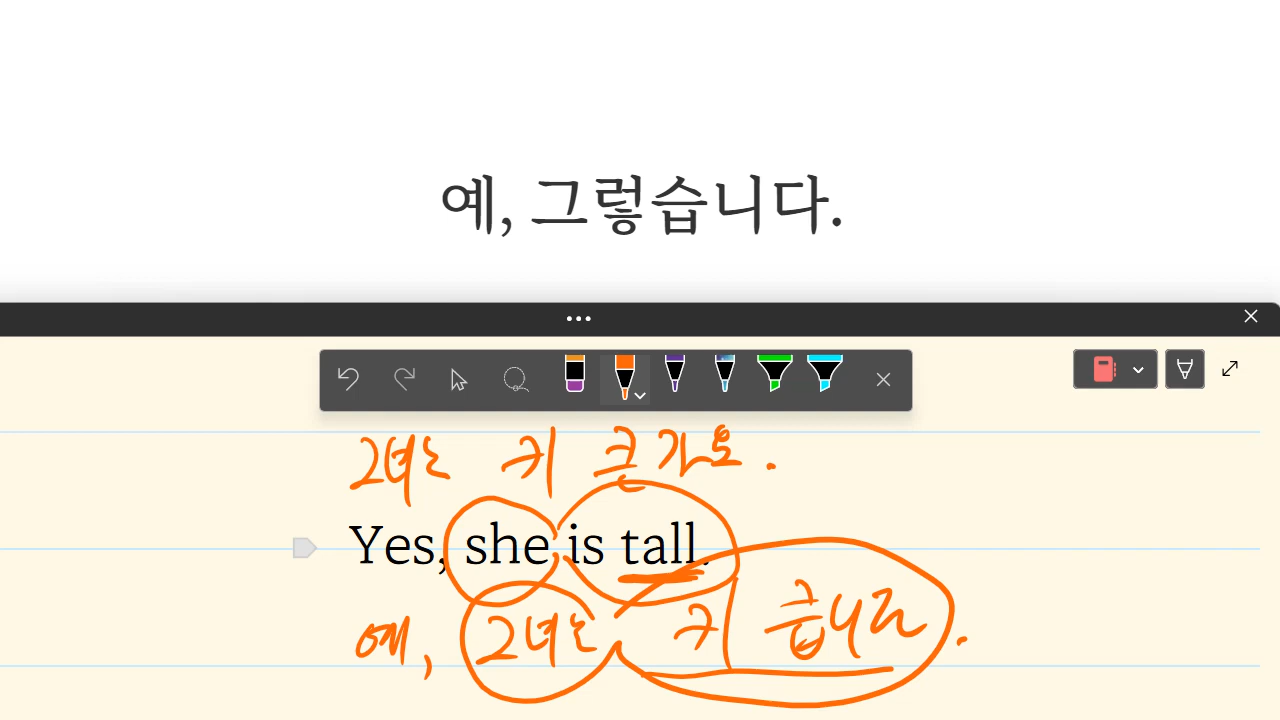 예, 그렇습니다.
그녀는 키 큰가요.
Yes, she is tall.
예, 그녀는 키 큽니다.